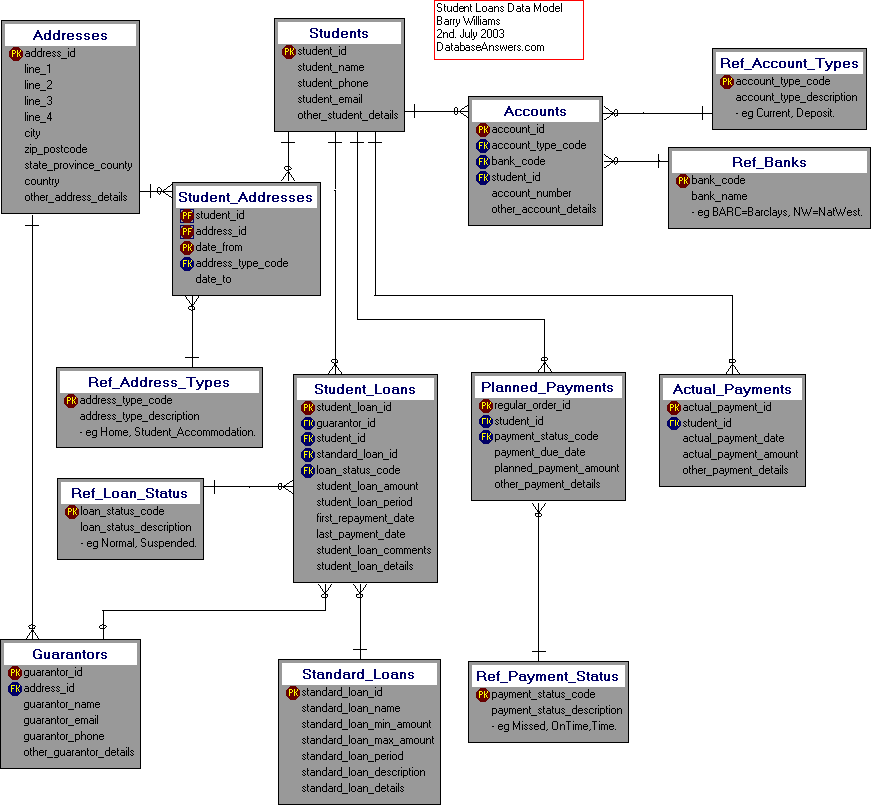 Student Loans Data Model
Barry Williams
2nd. July 2003
DatabaseAnswers.com
Addresses
PK address_id
line_1
line_2
line_3
line_4
city
zip_postcode
state_province_county
country
other_address_details
Students
PK student_id
student_name
student_phone
student_email
other_student_details
Accounts
PK account_id
FK account_type_code
FK bank_code
FK student_id
account_number
other_account_details
Ref_Account_Types
PK account_type_code
account_type_description
- eg Current, Deposit.
Ref_Banks
PK bank_code
bank_name
- eg BARC=Barclays, NW=NatWest.
Student_Addresses
PF student_id
PF address_id
PK date_from
FK address_type_code
date_to
Ref_Address_Types
PK address_type_code
address_type_description
- eg Home, Student_Accommodation.
Student_Loans
PK student_loan_id
FK guarantor_id
FK student_id
FK standard_loan_id
FK loan_status_code
student_loan_amount
student_loan_period
first_repayment_date
last_payment_date
student_loan_comments
student_loan_details
Planned_Payments
PK regular_order_id
FK student_id
FK payment_status_code
payment_due_date
planned_payment_amount
other_payment_details
Actual_Payments
PK actual_payment_id
FK student_id
actual_payment_date
actual_payment_amount
other_payment_details
Ref_Loan_Status
PK loan_status_code
loan_status_description
- eg Normal, Suspended.
Guarantors
PK guarantor_id
FK address_id
guarantor_name
guarantor_email
guarantor_phone
other_guarantor_details
Standard_Loans
PK standard_loan_id
standard_loan_name
standard_loan_min_amount
standard_loan_max_amount
standard_loan_period
standard_loan_description
standard_loan_details
Ref_Payment_Status
PK payment_status_code
payment_status_description
- eg Missed, OnTime,Time.